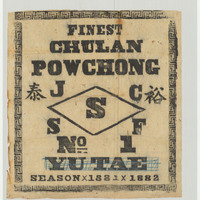 FINEST
CHULAN
POWCHONG
J C
泰 S 裕
S F
No 1
YU TAE
SEASON x 1881 x 1882